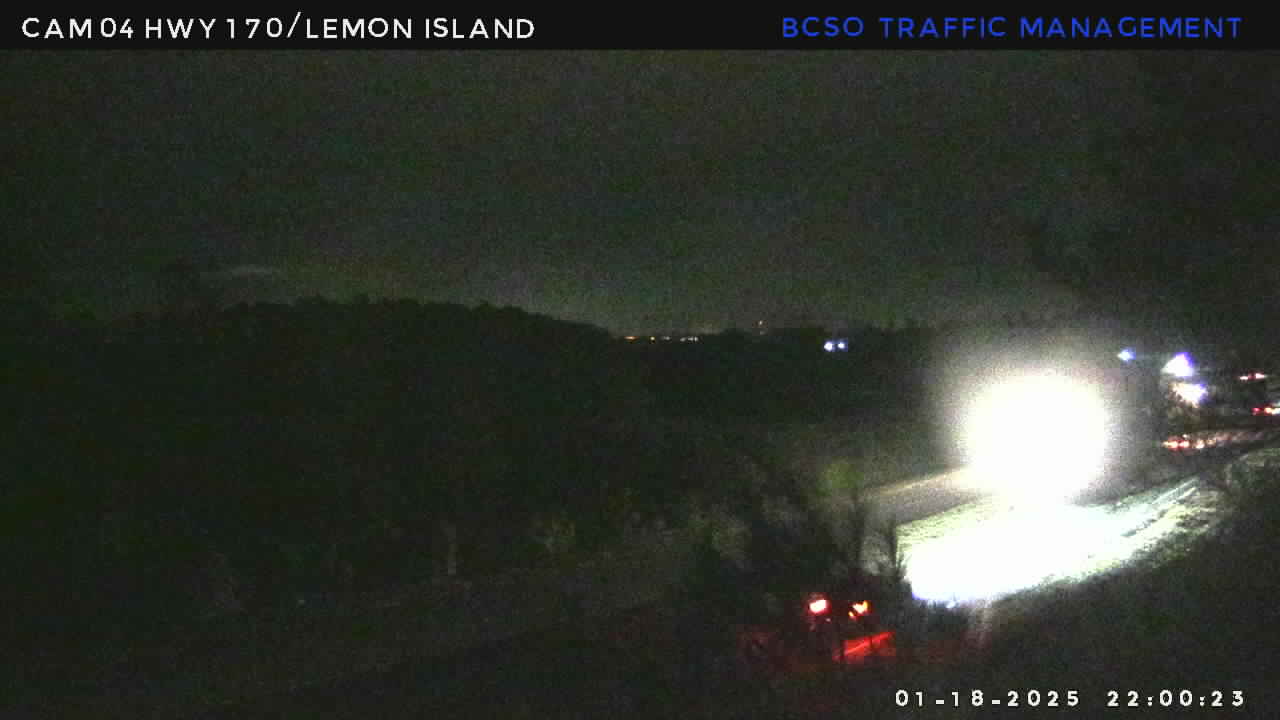 CAM04 HWY 170/LEMON ISLAND
BCSO TRAFFIC MANAGEMENT
01-18-2025 22:00:23